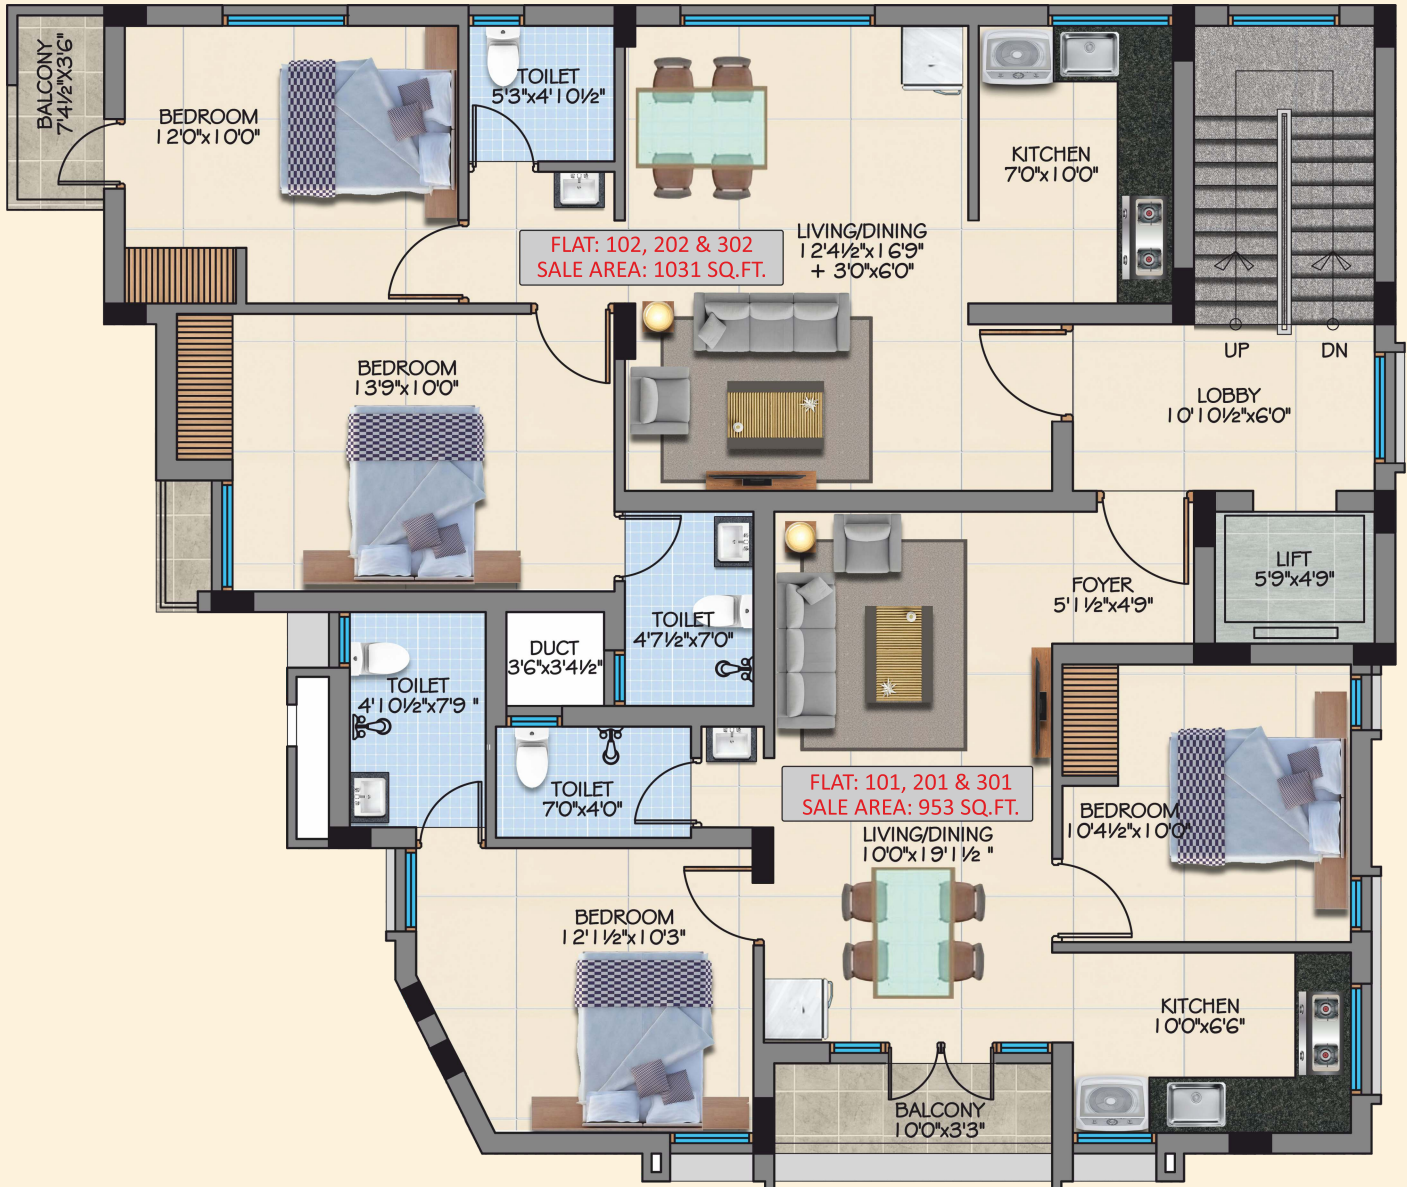 BALCONY
7'4½"x3'6"
BEDROOM
12'0"x10'0"
TOILET
5'3"x4'10½"
KITCHEN
7'0"x10'0"
FLAT: 102, 202 & 302
SALE AREA: 1031 SQ.FT.
LIVING/DINING
12'4½"x16'9"
+ 3'0"x6'0"
UP
DN
BEDROOM
13'9"x10'0"
LOBBY
10'10½"x6'0"
LIFT
5'9"x4'9"
FOYER
5'1½"x4'9"
TOILET
4'7½"x7'0"
DUCT
3'6"x3'4½"
TOILET
4'10½"x7'9"
TOILET
7'0"x4'0"
FLAT: 101, 201 & 301
SALE AREA: 953 SQ.FT.
LIVING/DINING
10'0"x19'1½"
BEDROOM
10'4½"x10'0"
BEDROOM
12'1½"x10'3"
KITCHEN
10'0"x6'6"
BALCONY
10'0"x3'3"